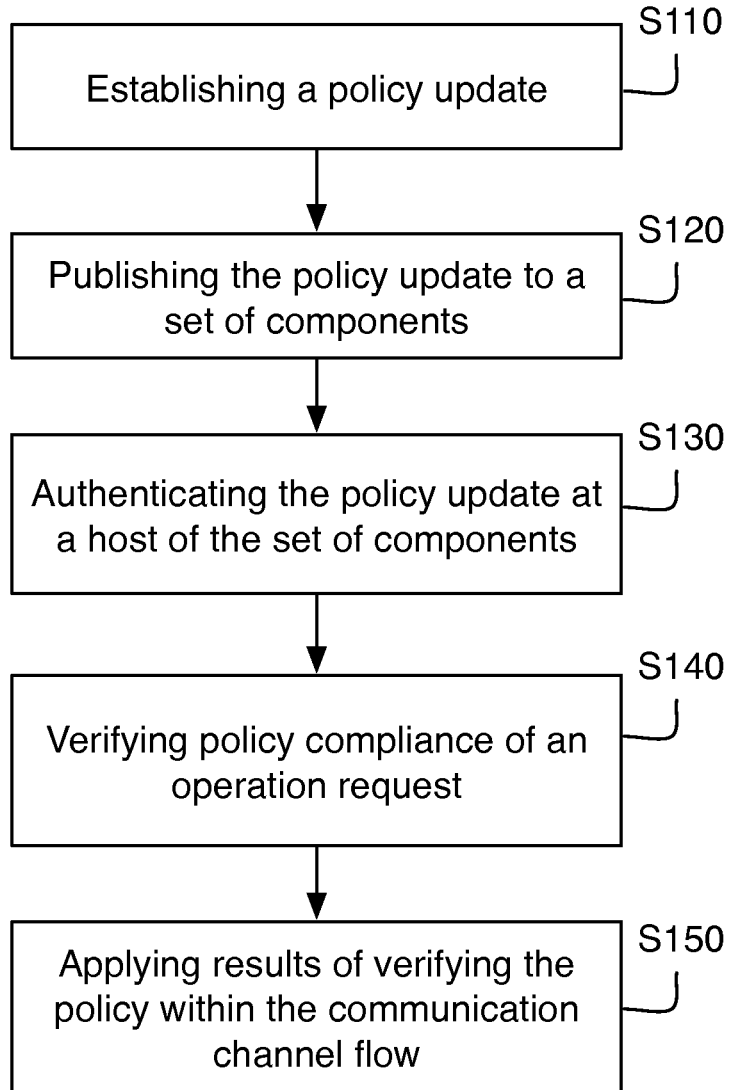 S110
Establishing a policy update
S120
Publishing the policy update to a
set of components
S130
Authenticating the policy update at
a host of the set of components
S140
Verifying policy compliance of an
operation request
S150
Applying results of verifying the
policy within the communication
channel flow